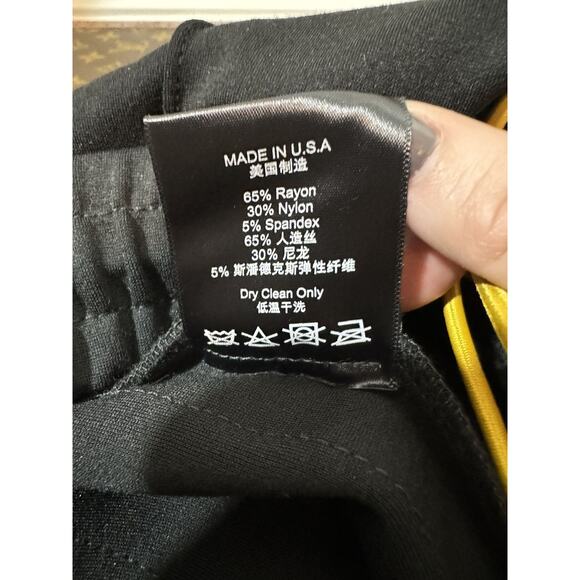 MADE IN U.S.A
美国制造
65% Rayon
30% Nylon
5% Spandex
65% 人造丝
30% 尼龙
5% 斯潘德克斯弹性纤维
Dry Clean Only
低温干洗